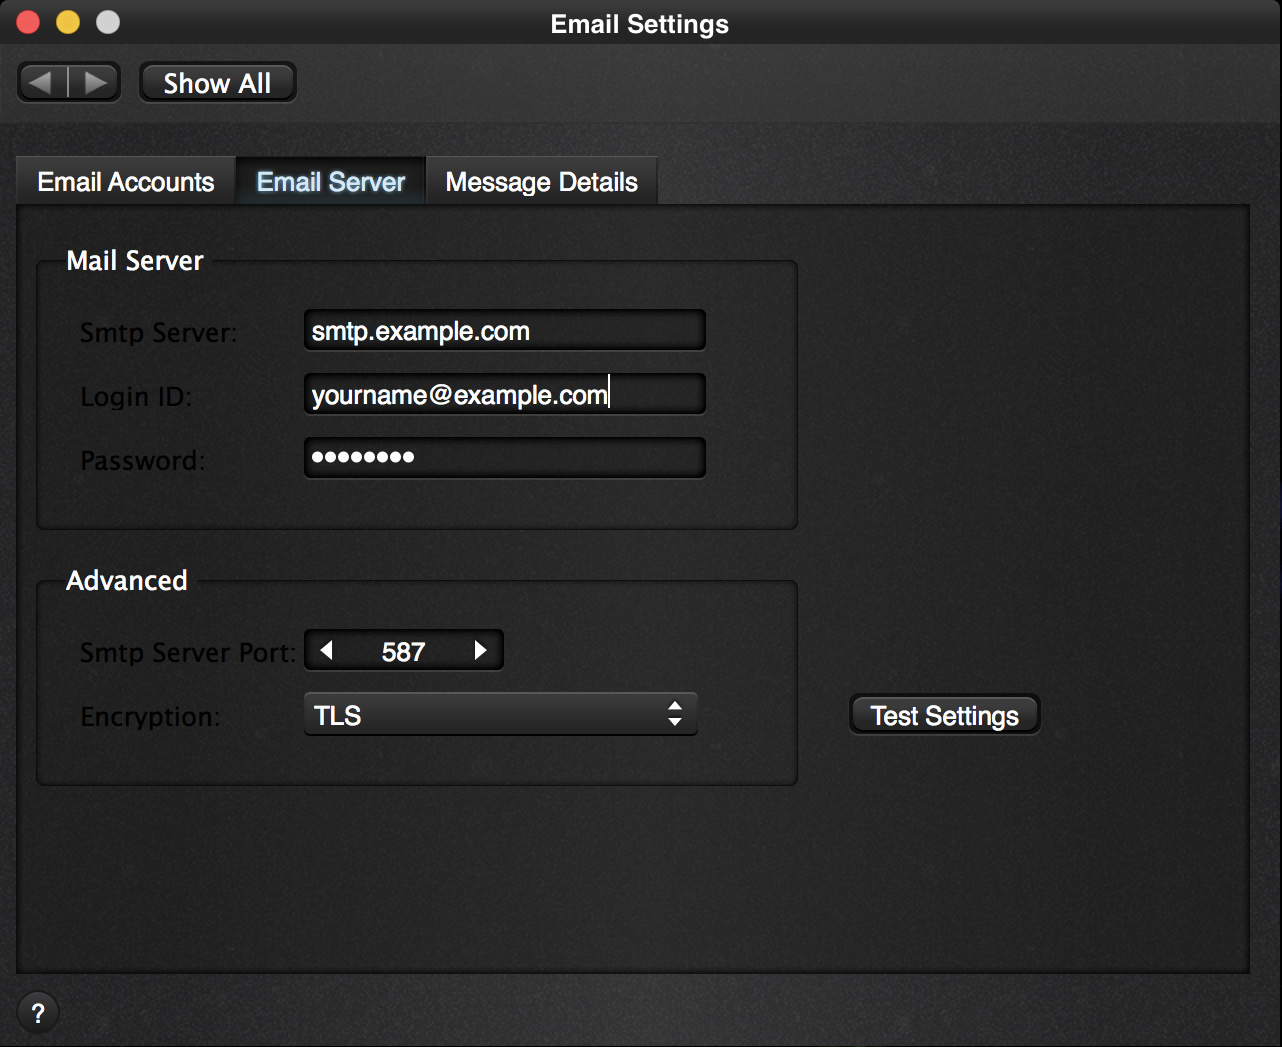 Email Settings
Show All
Email Accounts Email Server Message Details
Mail Server
Smtp Server: smtp.example.com
Login ID: yourname@example.com
Password: ●●●●●●●●
Advanced
Smtp Server Port: 587
Encryption: TLS
Test Settings
?